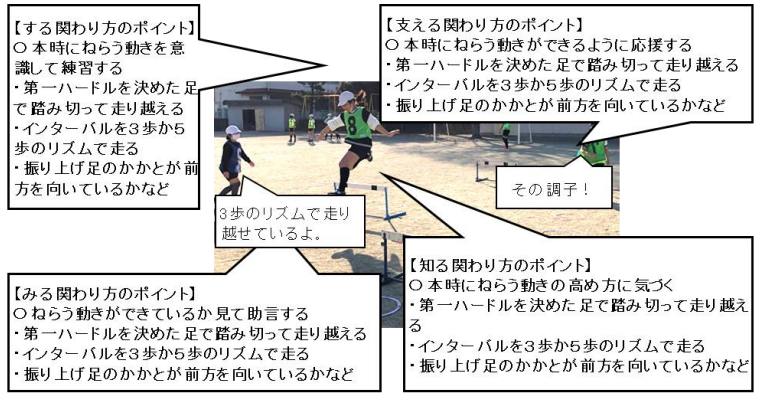 【する関わり方のポイント】
○ 本時にねらう動きを意
識して練習する
・第一ハードルを決めた足
で踏み切って走り越える
・インターバルを３歩か５
歩のリズムで走る
・振り上げ足のかかとが前
方を向いているかなど
【支える関わり方のポイント】
○ 本時にねらう動きができるように応援する
・第一ハードルを決めた足で踏み切って走り越える
・インターバルを３歩か５歩のリズムで走る
・振り上げ足のかかとが前方を向いているかなど
8
３歩のリズムで走り
越せているよ。
その調子！
【みる関わり方のポイント】
○ ねらう動きができているか見て助言する
・第一ハードルを決めた足で踏み切って走り越える
・インターバルを３歩か５歩のリズムで走る
・振り上げ足のかかとが前方を向いているかなど
【知る関わり方のポイント】
○ 本時にねらう動きの高め方に気づく
・第一ハードルを決めた足で踏み切って走り越え
る
・インターバルを３歩か５歩のリズムで走る
・振り上げ足のかかとが前方を向いているかなど